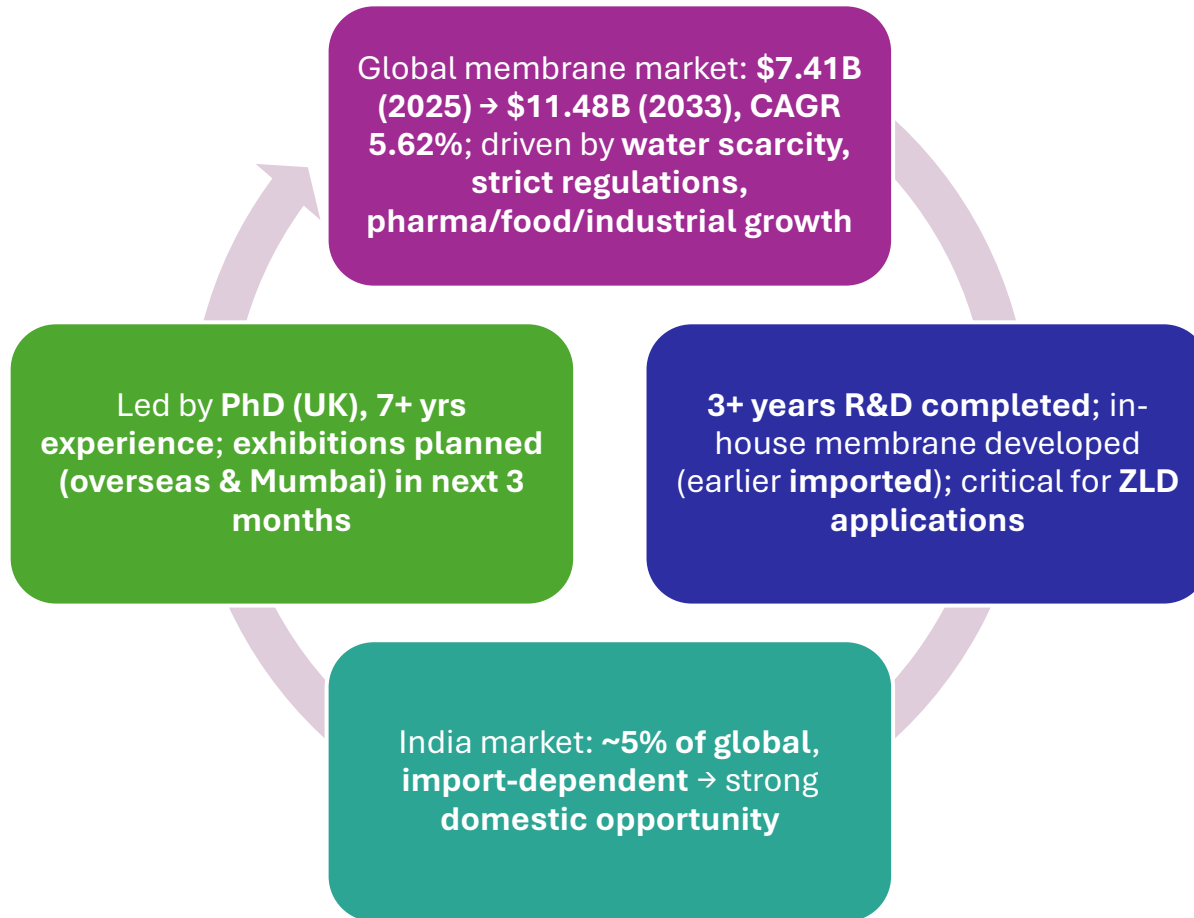 Global membrane market: $7.41B
(2025) → $11.48B (2033), CAGR
5.62%; driven by water scarcity,
strict regulations,
pharma/food/industrial growth
3+ years R&D completed; in-
house membrane developed
(earlier imported); critical for ZLD
applications
India market: ~5% of global,
import-dependent → strong
domestic opportunity
Led by PhD (UK), 7+ yrs
experience; exhibitions planned
(overseas & Mumbai) in next 3
months